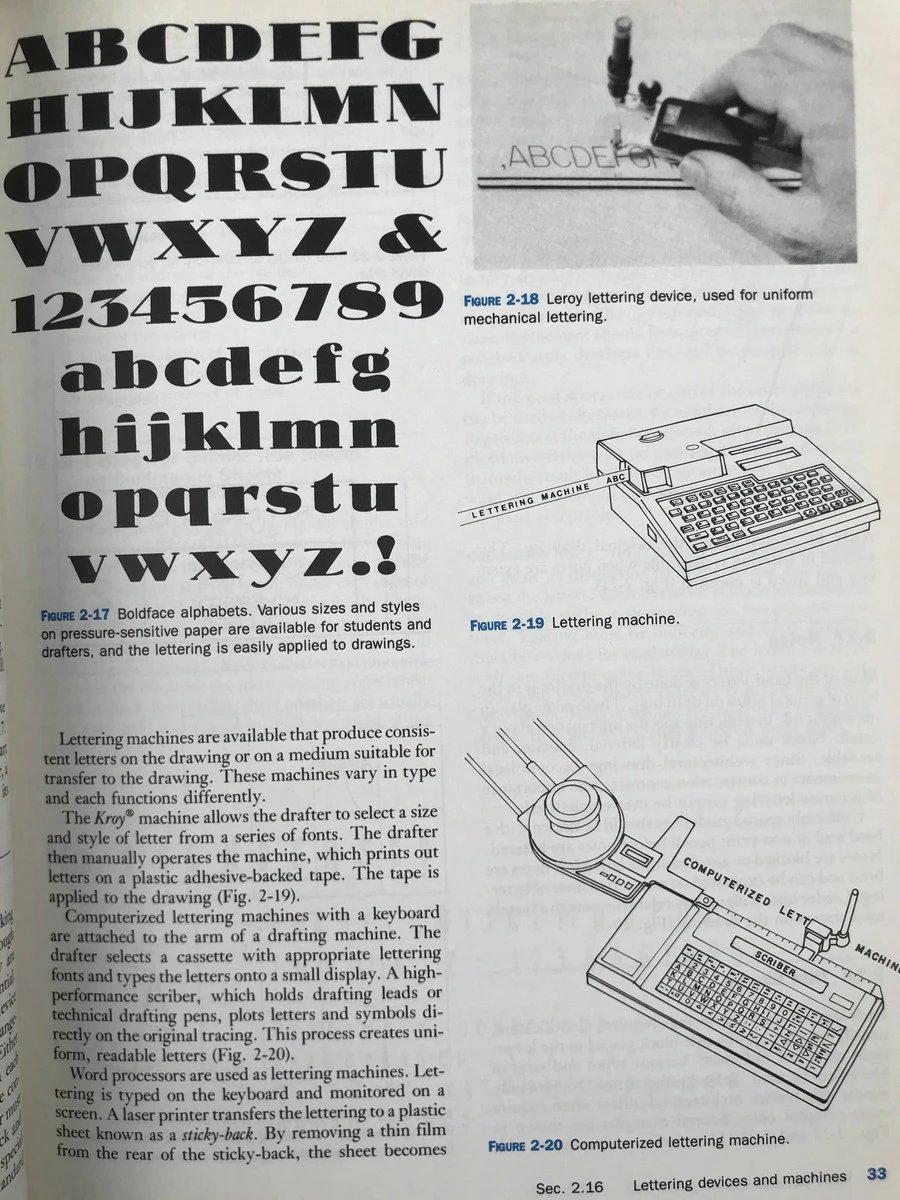 ABCDEFG
HIJKLMN
OPQRSTU
VWXYZ &
123456789
abcdefg
hijklmn
opqrstu
vwxyz.!
FIGURE 2-17 Boldface alphabets. Various sizes and styles
on pressure-sensitive paper are available for students and
drafters, and the lettering is easily applied to drawings.
Lettering machines are available that produce consis-
tent letters on the drawing or on a medium suitable for
transfer to the drawing. These machines vary in type
and each functions differently.
The Kroy® machine allows the drafter to select a size
and style of letter from a series of fonts. The drafter
then manually operates the machine, which prints out
letters on a plastic adhesive-backed tape. The tape is
applied to the drawing (Fig. 2-19).
Computerized lettering machines with a keyboard
are attached to the arm of a drafting machine. The
drafter selects a cassette with appropriate lettering
fonts and types the letters onto a small display. A high-
performance scriber, which holds drafting leads or
technical drafting pens, plots letters and symbols di-
rectly on the original tracing. This process creates uni-
form, readable letters (Fig. 2-20).
Word processors are used as lettering machines. Let-
tering is typed on the keyboard and monitored on a
screen. A laser printer transfers the lettering to a plastic
sheet known as a sticky-back. By removing a thin film
from the rear of the sticky-back, the sheet becomes
,ABCDEFGH
FIGURE 2-18 Leroy lettering device, used for uniform
mechanical lettering.
LETTERING MACHINE ABC
FIGURE 2-19 Lettering machine.
COMPUTERIZED LETT MACHIN
SCRIBER
FIGURE 2-20 Computerized lettering machine.
Sec. 2.16 Lettering devices and machines 33